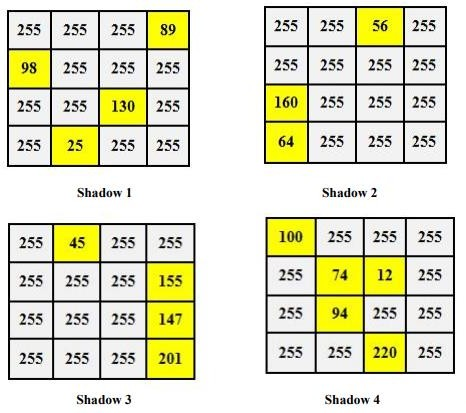 255 255 255 89
98 255 255 255
255 255 130 255
255 25 255 255
Shadow 1
255 255 56 255
255 255 255 255
160 255 255 255
64 255 255 255
Shadow 2
255 45 255 255
255 255 255 155
255 255 255 147
255 255 255 201
Shadow 3
100 255 255 255
255 74 12 255
255 94 255 255
255 255 220 255
Shadow 4